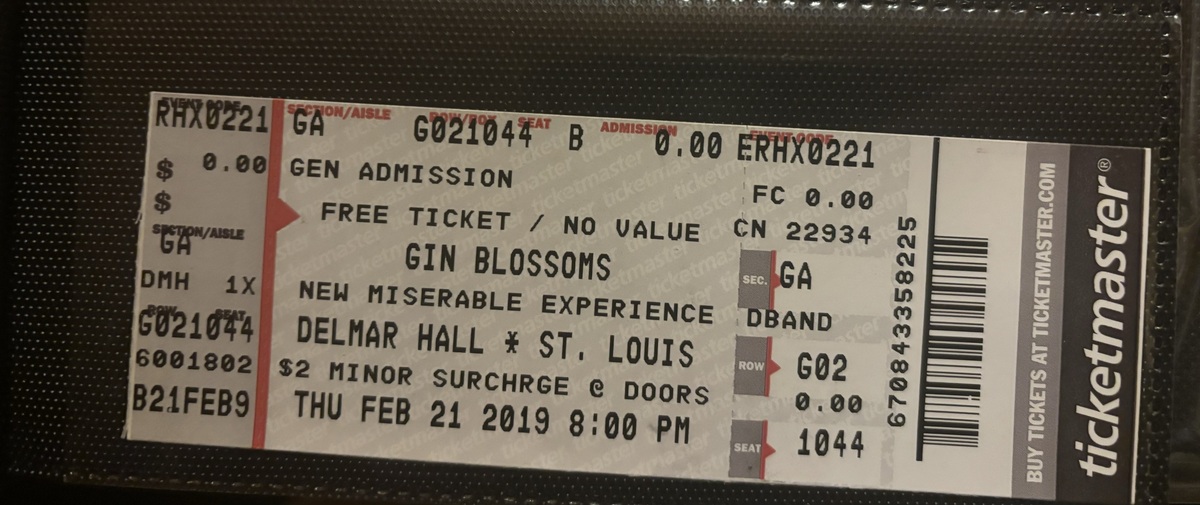 EVENT CODE
RHX0221
$ 0.00
$
SECTION/AISLE
GA
DMH 1X
ROW SEAT
G021044
6001802
B21FEB9
SECTION/AISLE ROW/BOX SEAT ADMISSION EVENT CODE
GA G021044 B 0.00 ERHX0221
GEN ADMISSION
FREE TICKET / NO VALUE
GIN BLOSSOMS
NEW MISERABLE EXPERIENCE
DELMAR HALL * ST. LOUIS
$2 MINOR SURCHRGE @ DOORS
THU FEB 21 2019 8:00 PM
FC 0.00
CN 22934
SEC. GA
DBAND
ROW G02
0.00
SEAT 1044
6708433358225
BUY TICKETS AT TICKETMASTER.COM
ticketmaster®